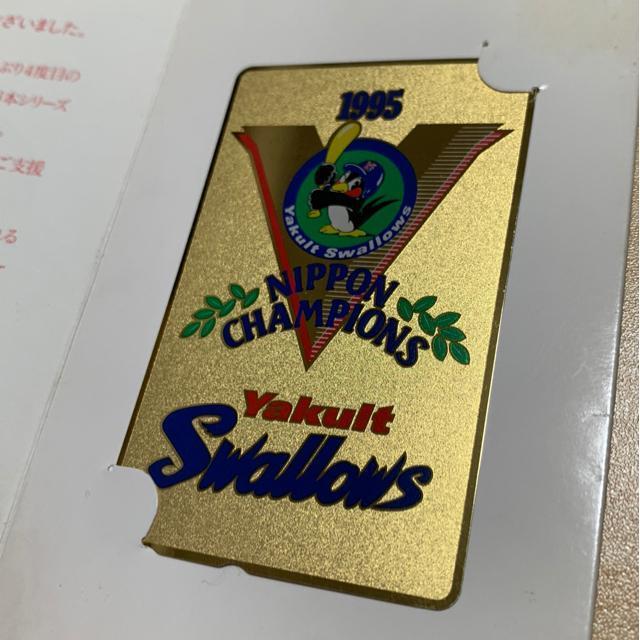 ざいました。
ぶり4度目の
本シリーズ
ご支援
る
1995
Yakult Swallows
NIPPON
CHAMPIONS
Yakult
Swallows